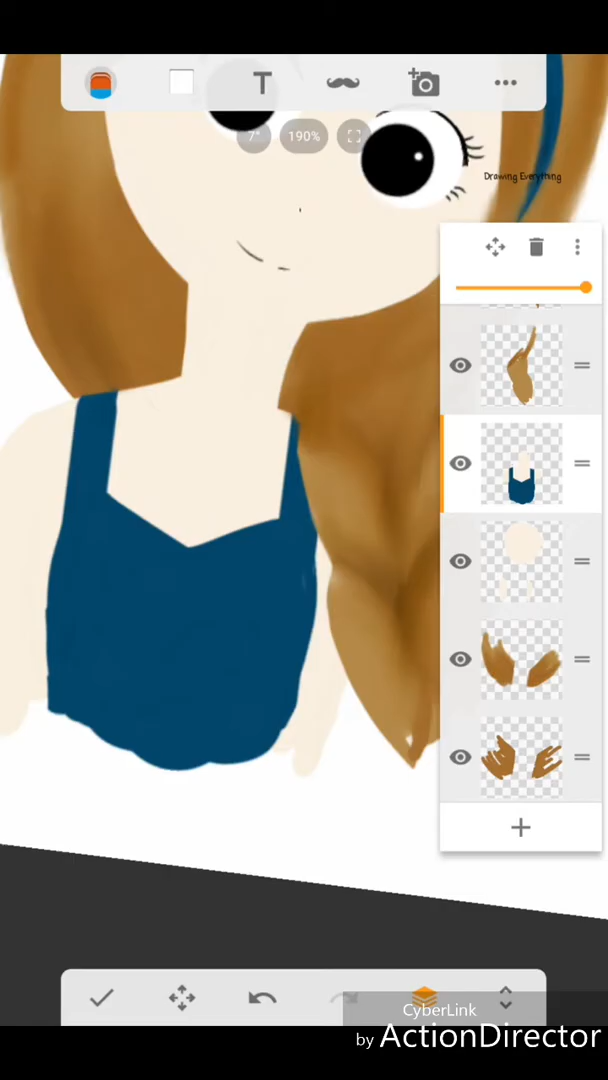 T
7°
190%
Drawing Everything
CyberLink
by ActionDirector